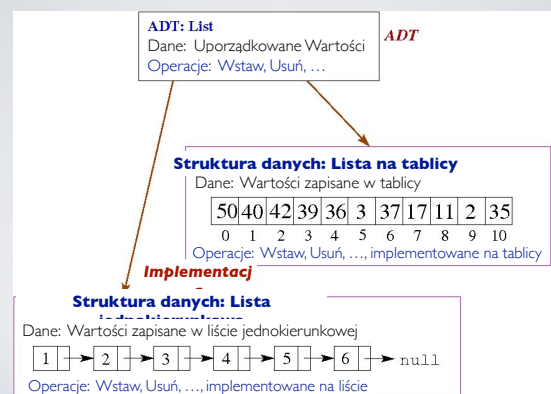 ADT: List
Dane: Uporządkowane Wartości
Operacje: Wstaw, Usuń, …
ADT
Struktura danych: Lista na tablicy
Dane: Wartości zapisane w tablicy
50 40 42 39 36 3 37 17 11 2 35
0 1 2 3 4 5 6 7 8 9 10
Operacje: Wstaw, Usuń, …, implementowane na tablicy
Implementacj
Struktura danych: Lista
Dane: Wartości zapisane w liście jednokierunkowej
1 2 3 4 5 6 null
Operacje: Wstaw, Usuń, …, implementowane na liście